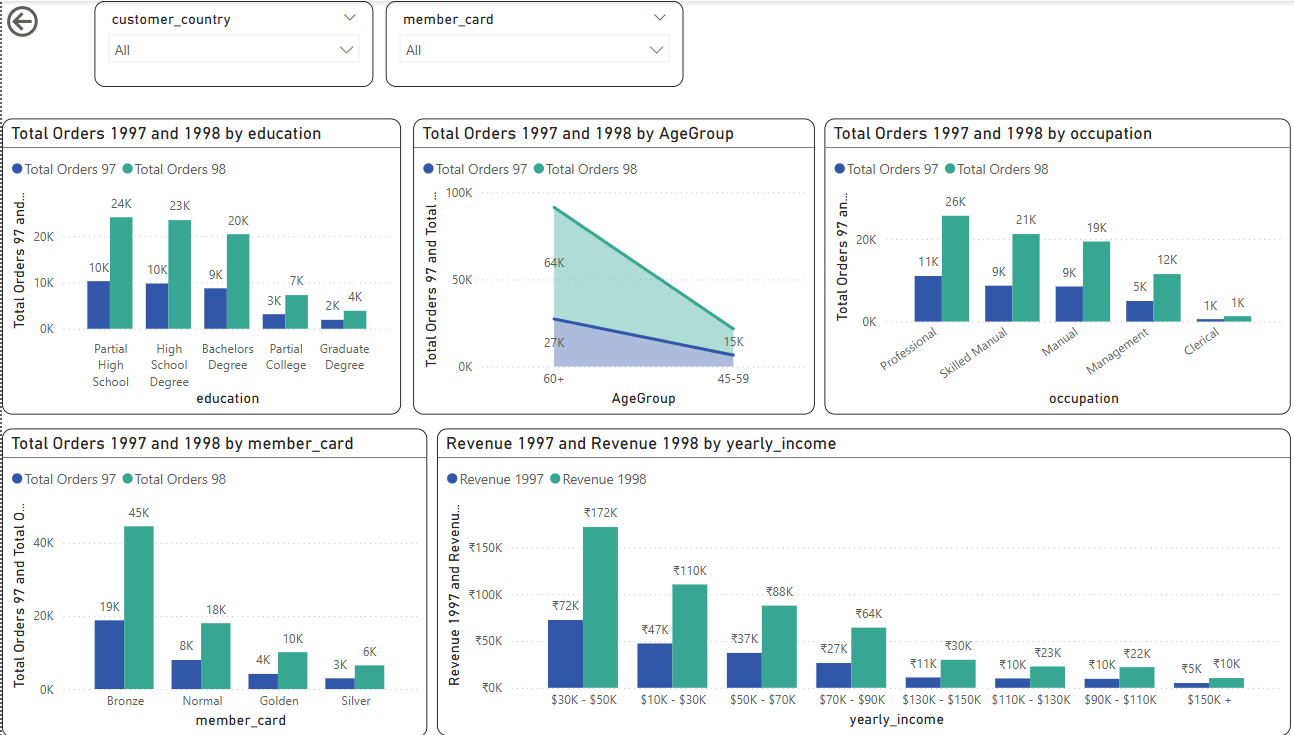 customer_country
All
member_card
All
Total Orders 1997 and 1998 by education
Total Orders 97 Total Orders 98
Total Orders 97 and...
20K
10K
0K
10K
24K
10K
23K
9K
20K
3K
7K
2K
4K
Partial High School
High School Degree
Bachelors Degree
Partial College
Graduate Degree
education
Total Orders 1997 and 1998 by AgeGroup
Total Orders 97 Total Orders 98
Total Orders 97 and Total ...
100K
50K
0K
64K
27K
15K
60+
45-59
AgeGroup
Total Orders 1997 and 1998 by occupation
Total Orders 97 Total Orders 98
Total Orders 97 an...
20K
0K
11K
26K
9K
21K
9K
19K
5K
12K
1K
1K
Professional
Skilled Manual
Manual
Management
Clerical
occupation
Total Orders 1997 and 1998 by member_card
Total Orders 97 Total Orders 98
Total Orders 97 and Total O...
40K
20K
0K
19K
45K
8K
18K
4K
10K
3K
6K
Bronze
Normal
Golden
Silver
member_card
Revenue 1997 and Revenue 1998 by yearly_income
Revenue 1997 Revenue 1998
Revenue 1997 and Revenu...
₹150K
₹100K
₹50K
₹0K
₹72K
₹172K
₹47K
₹110K
₹37K
₹88K
₹27K
₹64K
₹11K
₹30K
₹10K
₹23K
₹10K
₹22K
₹5K
₹10K
$30K - $50K
$10K - $30K
$50K - $70K
$70K - $90K
$130K - $150K
$110K - $130K
$90K - $110K
$150K +
yearly_income